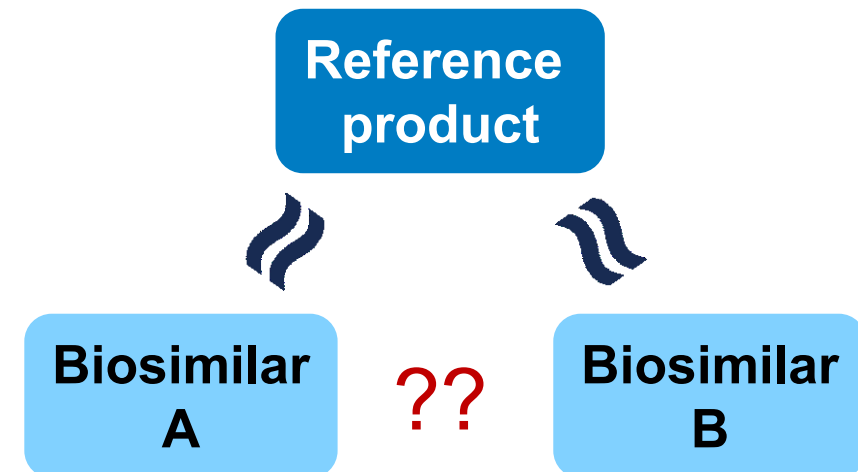 Reference
product
Biosimilar
A
??
Biosimilar
B